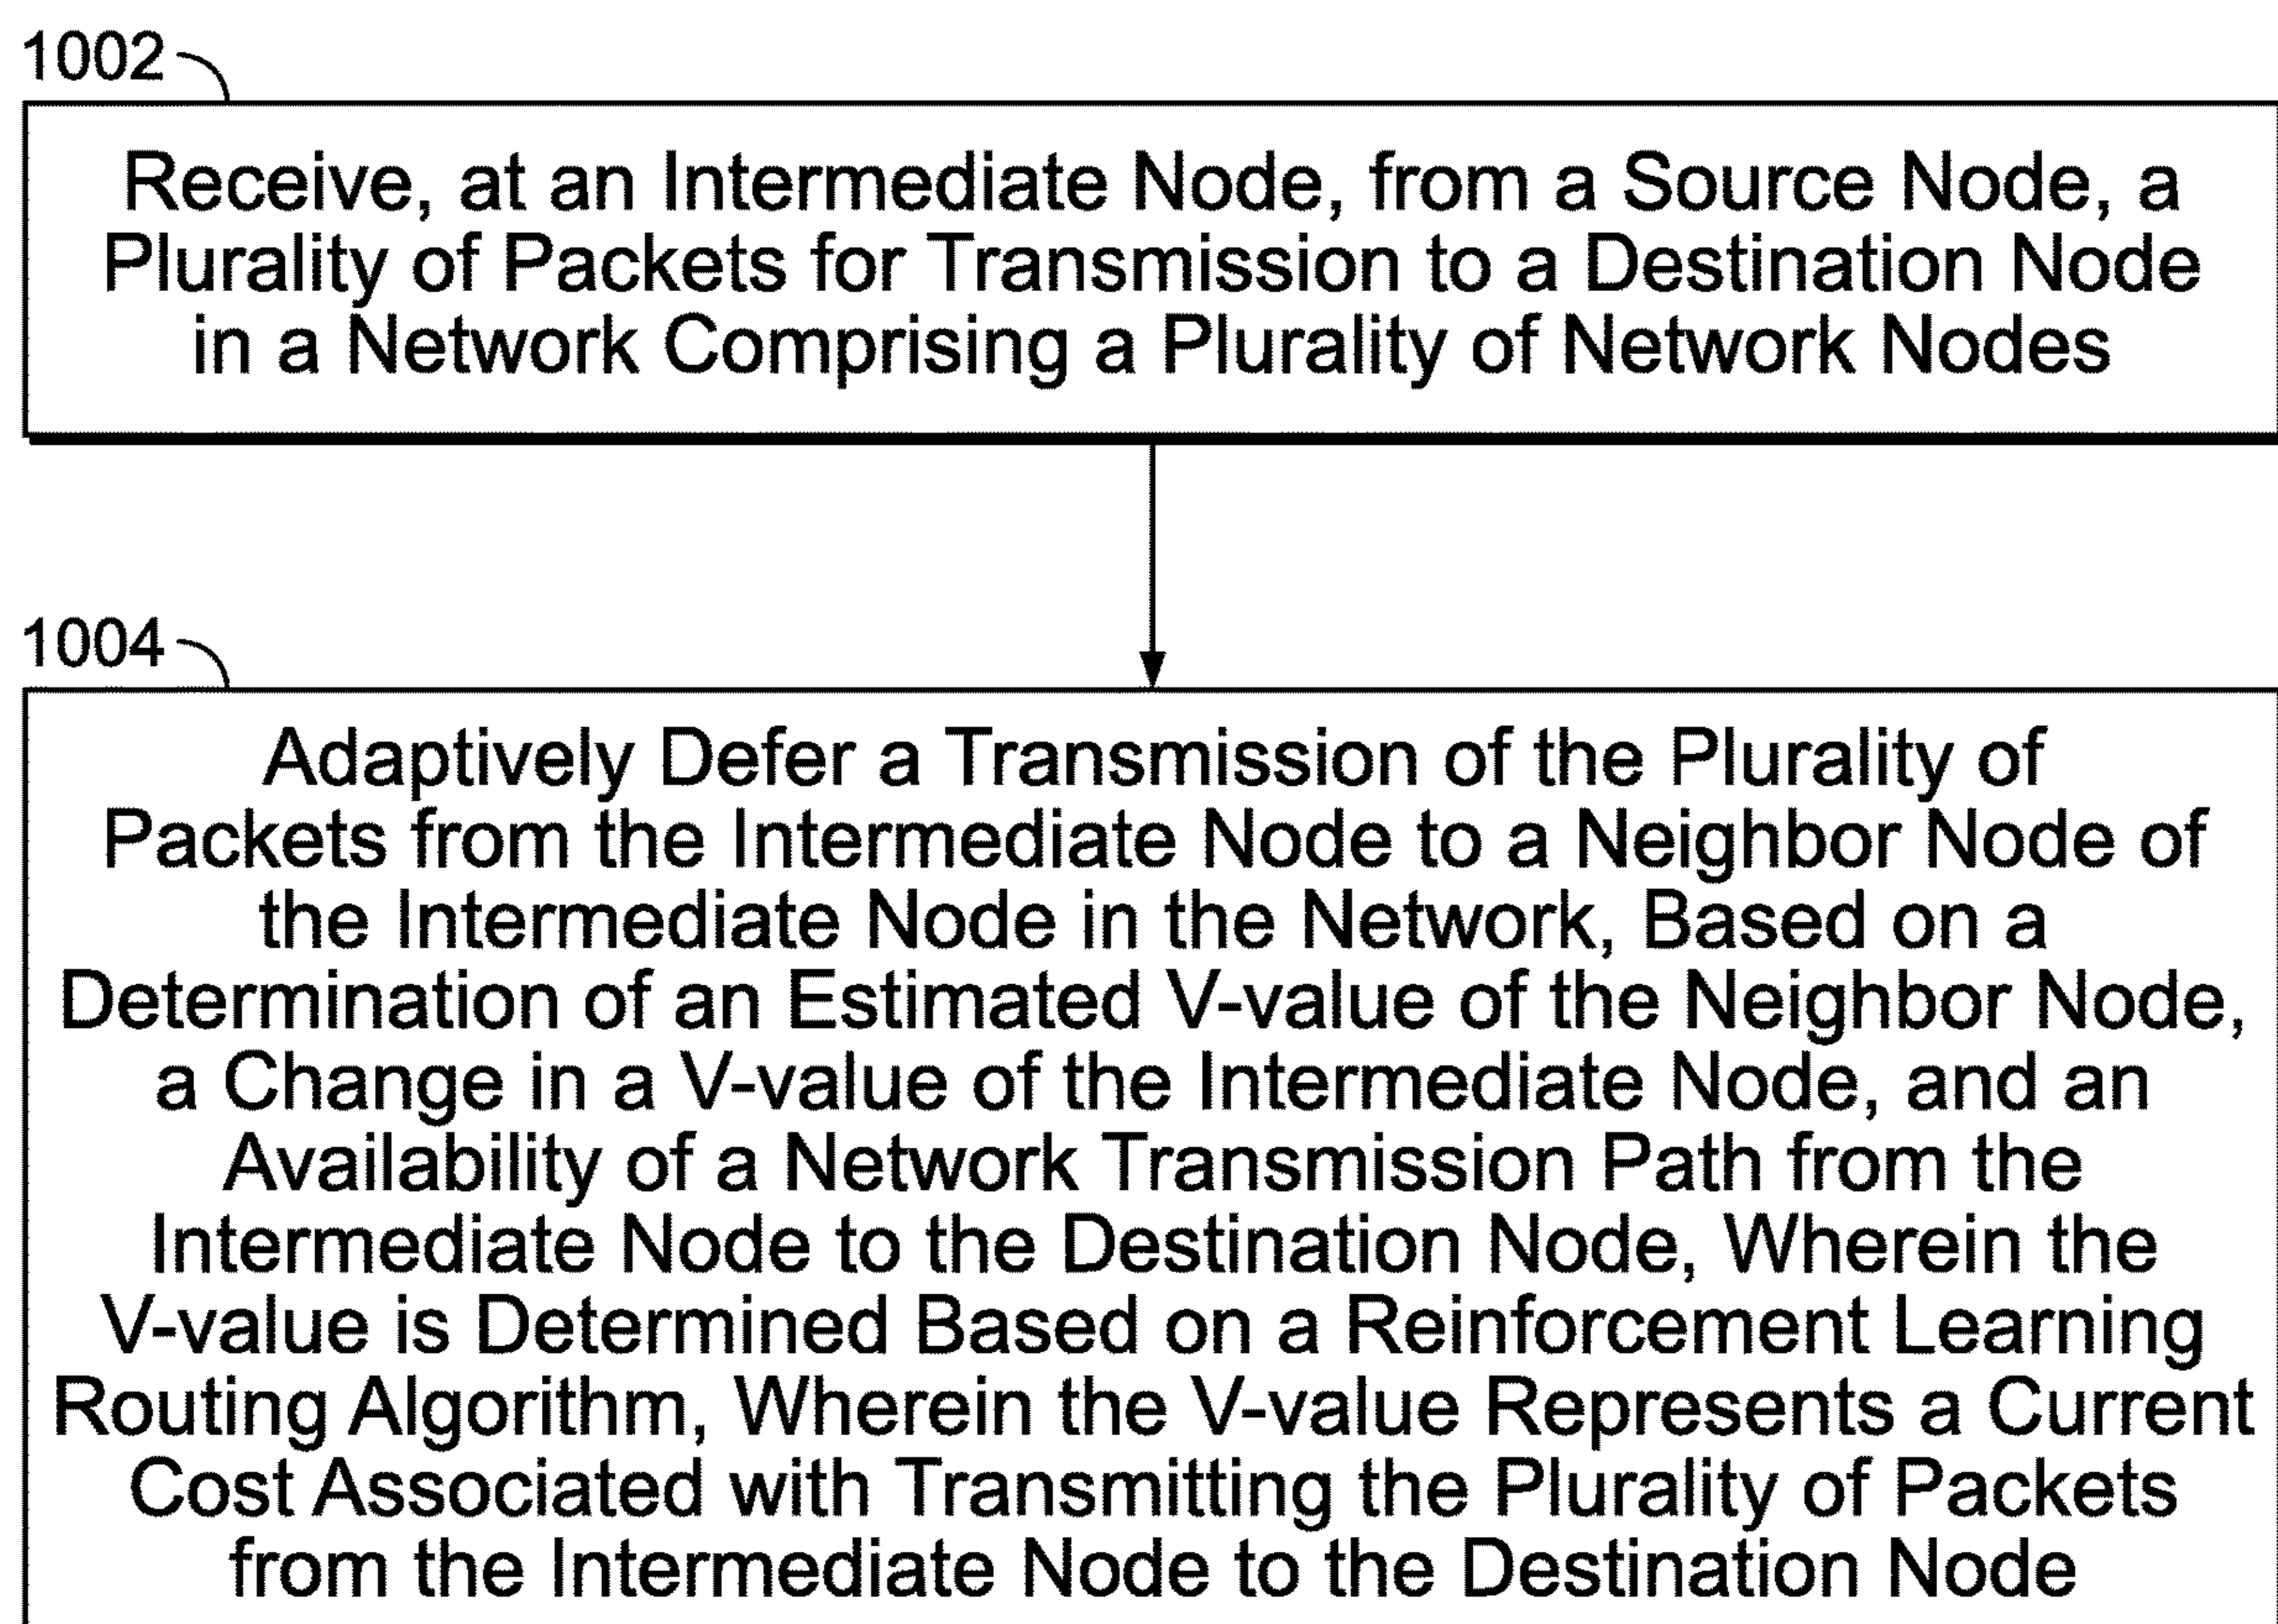 1002
Receive, at an Intermediate Node, from a Source Node, a
Plurality of Packets for Transmission to a Destination Node
in a Network Comprising a Plurality of Network Nodes
1004
Adaptively Defer a Transmission of the Plurality of
Packets from the Intermediate Node to a Neighbor Node of
the Intermediate Node in the Network, Based on a
Determination of an Estimated V-value of the Neighbor Node,
a Change in a V-value of the Intermediate Node, and an
Availability of a Network Transmission Path from the
Intermediate Node to the Destination Node, Wherein the
V-value is Determined Based on a Reinforcement Learning
Routing Algorithm, Wherein the V-value Represents a Current
Cost Associated with Transmitting the Plurality of Packets
from the Intermediate Node to the Destination Node